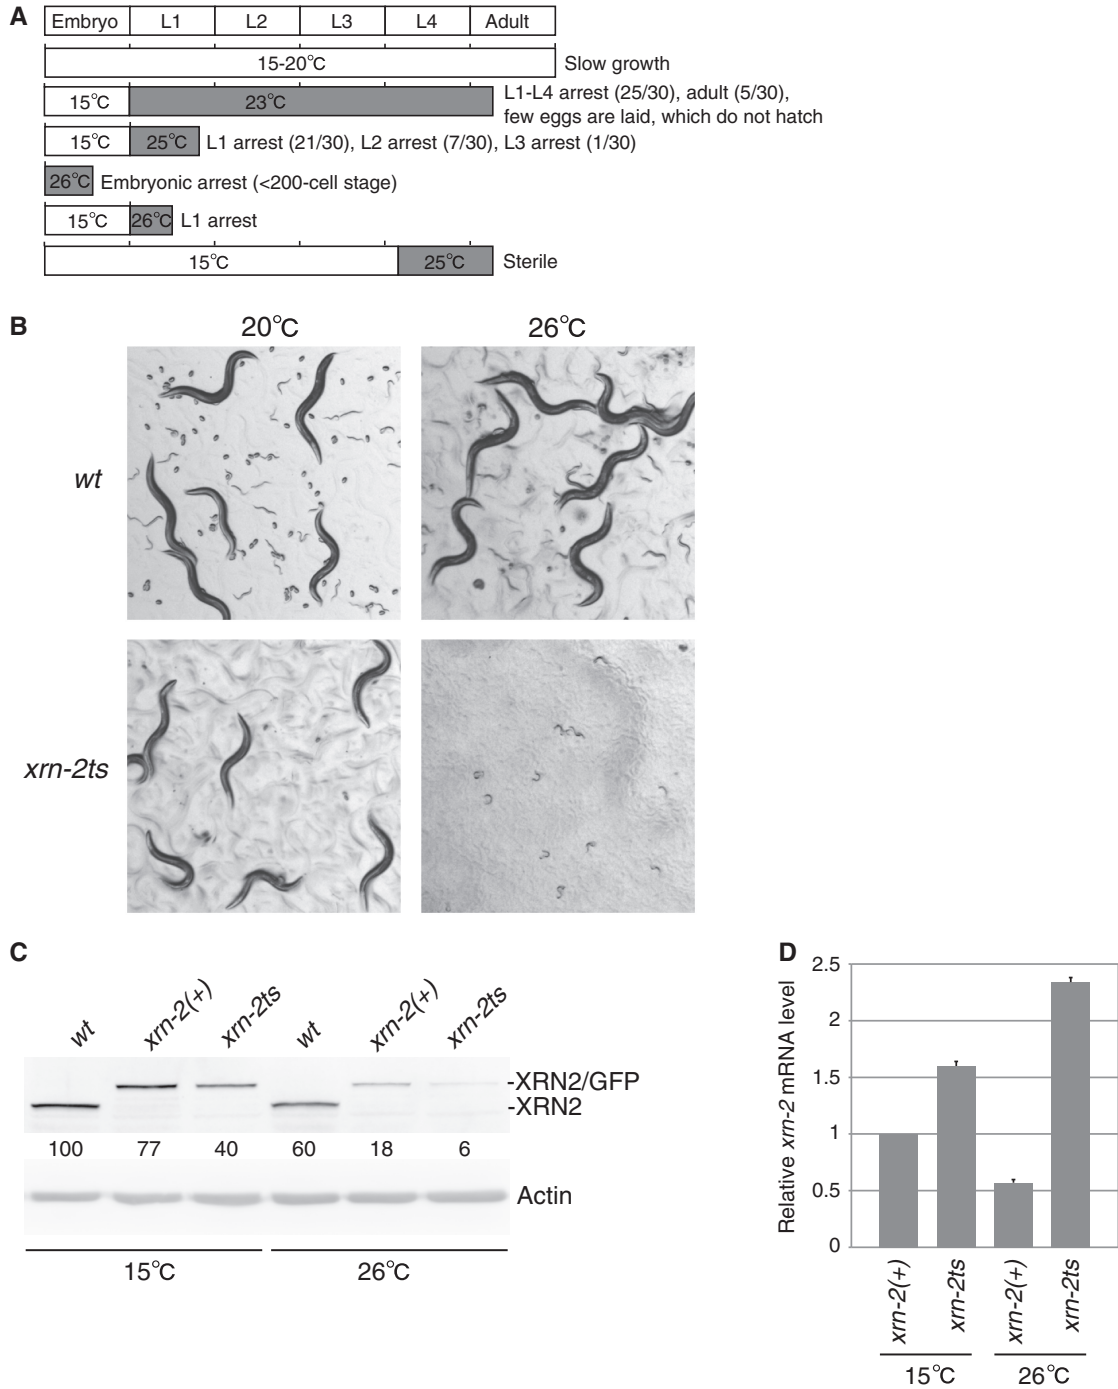 A
Embryo L1 L2 L3 L4 Adult
15-20°C Slow growth
15°C 23°C L1-L4 arrest (25/30), adult (5/30),
few eggs are laid, which do not hatch
15°C 25°C L1 arrest (21/30), L2 arrest (7/30), L3 arrest (1/30)
26°C Embryonic arrest (<200-cell stage)
15°C 26°C L1 arrest
15°C 25°C Sterile
B
20°C 26°C
wt
xrn-2ts
C
wt xrn-2(+) xrn-2ts wt xrn-2(+) xrn-2ts
-XRN2/GFP
-XRN2
100 77 40 60 18 6
Actin
15°C 26°C
D
Relative xrn-2 mRNA level
2.5
2
1.5
1
0.5
0
xrn-2(+) xrn-2ts xrn-2(+) xrn-2ts
15°C 26°C